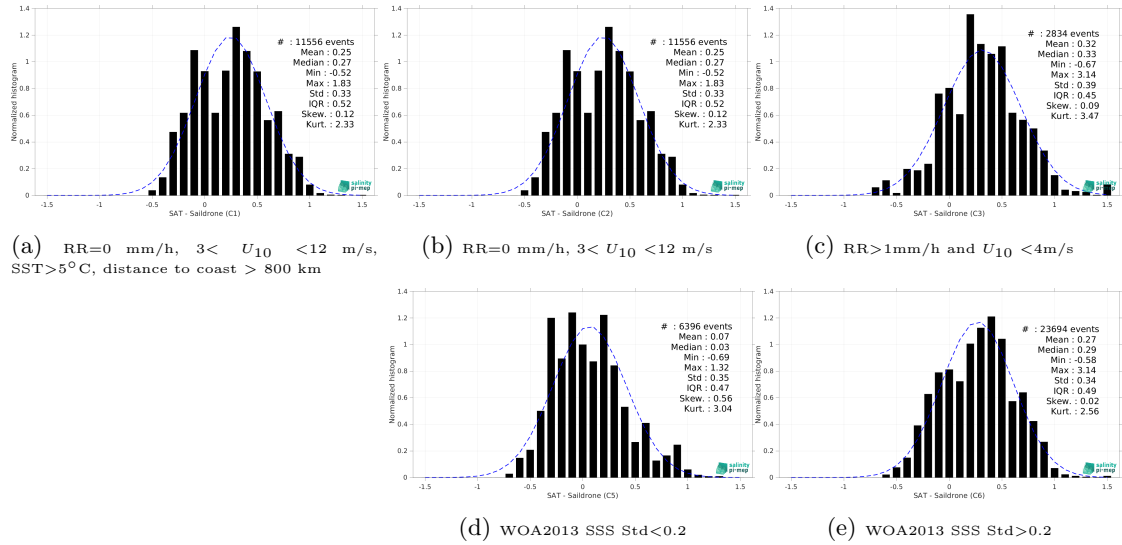 Normalized histogram
1.4
1.2
1
0.8
0.6
0.4
0.2
0
-1.5 -1 -0.5 0 0.5 1 1.5
SAT - Saildrone (C1)
# : 11556 events
Mean : 0.25
Median : 0.27
Min : -0.52
Max : 1.83
Std : 0.33
IQR : 0.52
Skew. : 0.12
Kurt. : 2.33
salinity
pi-mep
(a) RR=0 mm/h, 3< U10 <12 m/s,
SST>5°C, distance to coast > 800 km
Normalized histogram
1.4
1.2
1
0.8
0.6
0.4
0.2
0
-1.5 -1 -0.5 0 0.5 1 1.5
SAT - Saildrone (C2)
# : 11556 events
Mean : 0.25
Median : 0.27
Min : -0.52
Max : 1.83
Std : 0.33
IQR : 0.52
Skew. : 0.12
Kurt. : 2.33
salinity
pi-mep
(b) RR=0 mm/h, 3< U10 <12 m/s
Normalized histogram
1.4
1.2
1
0.8
0.6
0.4
0.2
0
-1.5 -1 -0.5 0 0.5 1 1.5
SAT - Saildrone (C3)
# : 2834 events
Mean : 0.32
Median : 0.33
Min : -0.67
Max : 3.14
Std : 0.39
IQR : 0.45
Skew. : 0.09
Kurt. : 3.47
salinity
pi-mep
(c) RR>1mm/h and U10 <4m/s
Normalized histogram
1.4
1.2
1
0.8
0.6
0.4
0.2
0
-1.5 -1 -0.5 0 0.5 1 1.5
SAT - Saildrone (C5)
# : 6396 events
Mean : 0.07
Median : 0.03
Min : -0.69
Max : 1.32
Std : 0.35
IQR : 0.47
Skew. : 0.56
Kurt. : 3.04
salinity
pi-mep
(d) WOA2013 SSS Std<0.2
Normalized histogram
1.4
1.2
1
0.8
0.6
0.4
0.2
0
-1.5 -1 -0.5 0 0.5 1 1.5
SAT - Saildrone (C6)
# : 23694 events
Mean : 0.27
Median : 0.29
Min : -0.58
Max : 3.14
Std : 0.34
IQR : 0.49
Skew. : 0.02
Kurt. : 2.56
salinity
pi-mep
(e) WOA2013 SSS Std>0.2